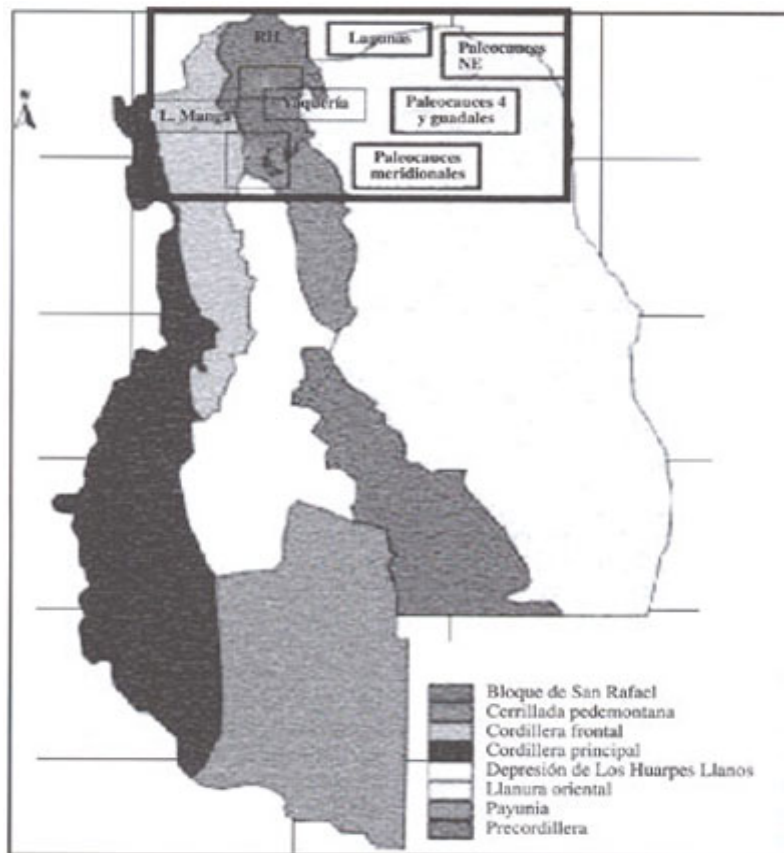 RH.
Lagunas
Paleocauces
NE
L. Manga
Vaquería
Paleocauces 4
y guadales
Paleocauces
meridionales
Bloque de San Rafael
Cerrillada pedemontana
Cordillera frontal
Cordillera principal
Depresión de Los Huarpes Llanos
Llanura oriental
Payunia
Precordillera